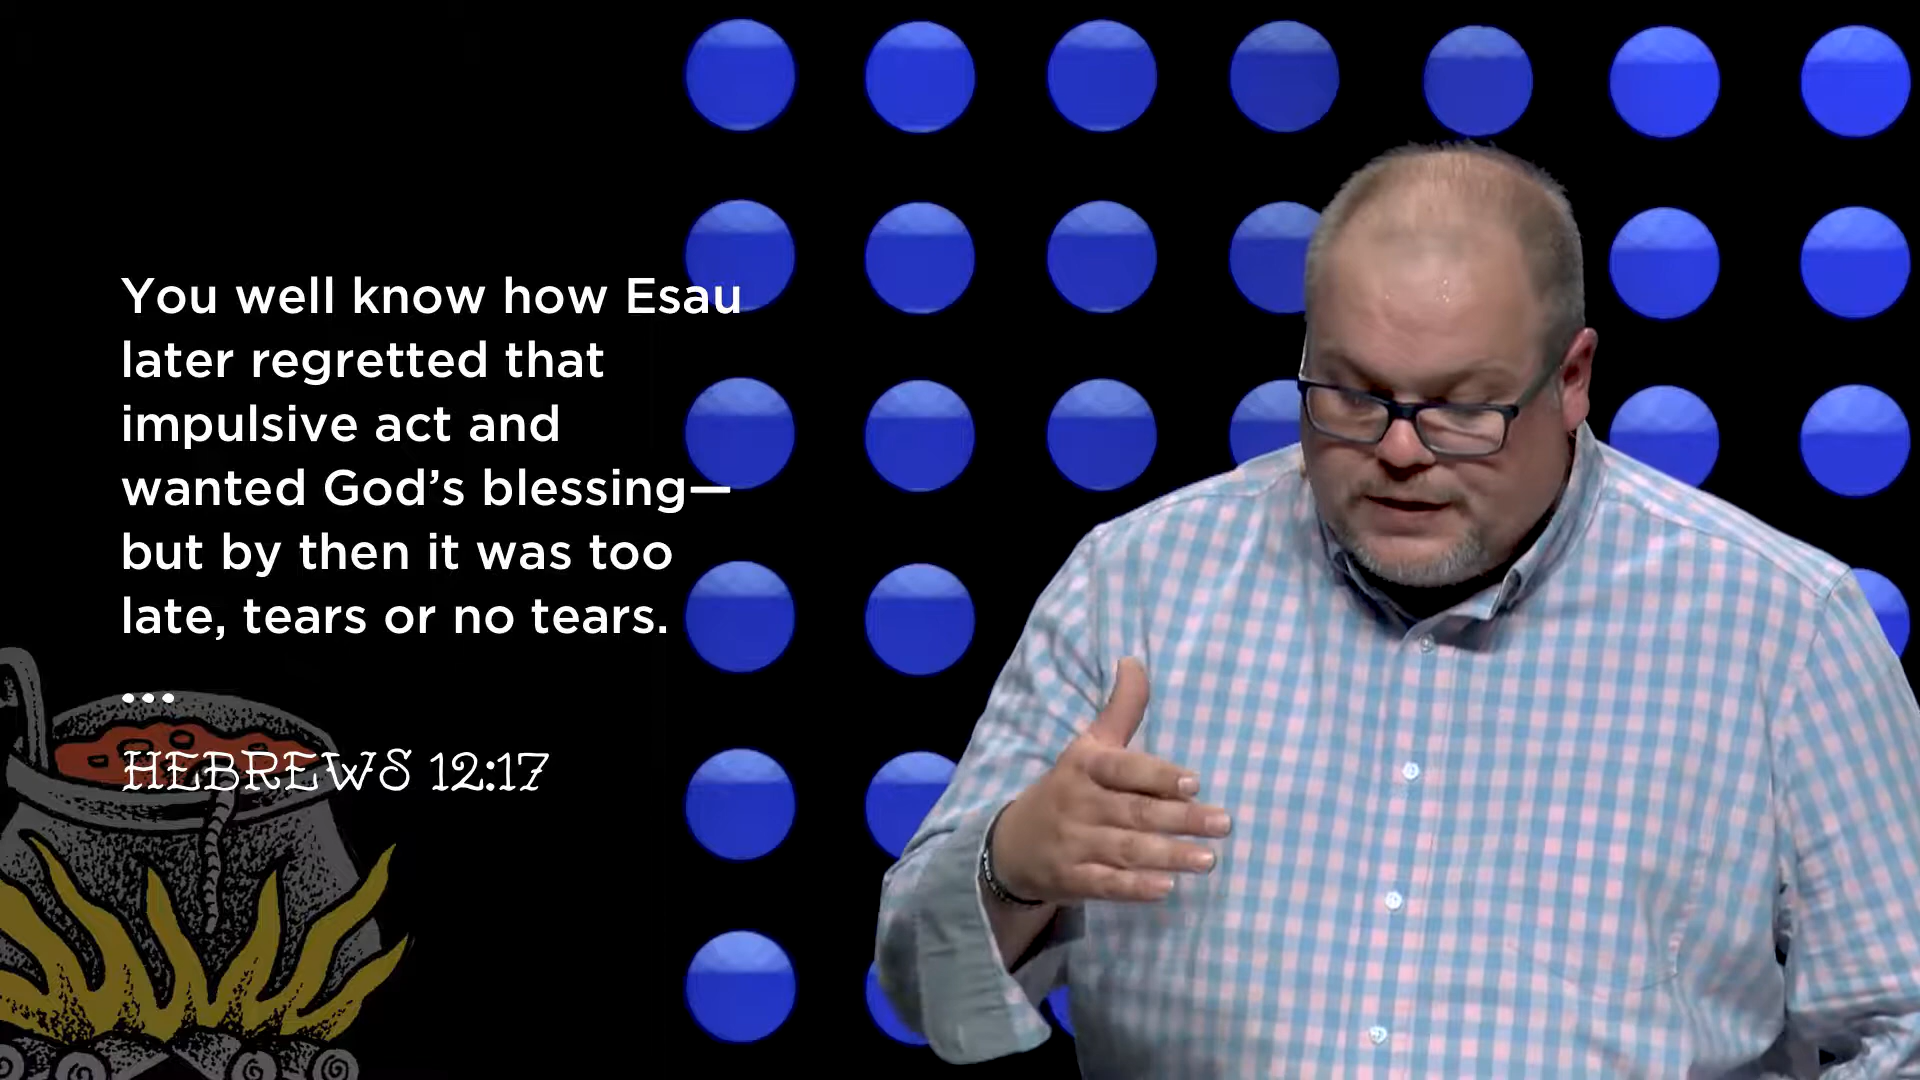 You well know how Esau
later regretted that
impulsive act and
wanted God’s blessing—
but by then it was too
late, tears or no tears.
...
HEBREWS 12:17